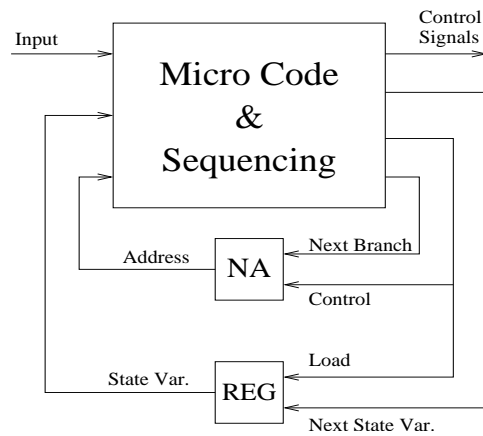 Input
Control
Signals
Micro Code
&
Sequencing
Address
NA
Next Branch
Control
State Var.
REG
Load
Next State Var.